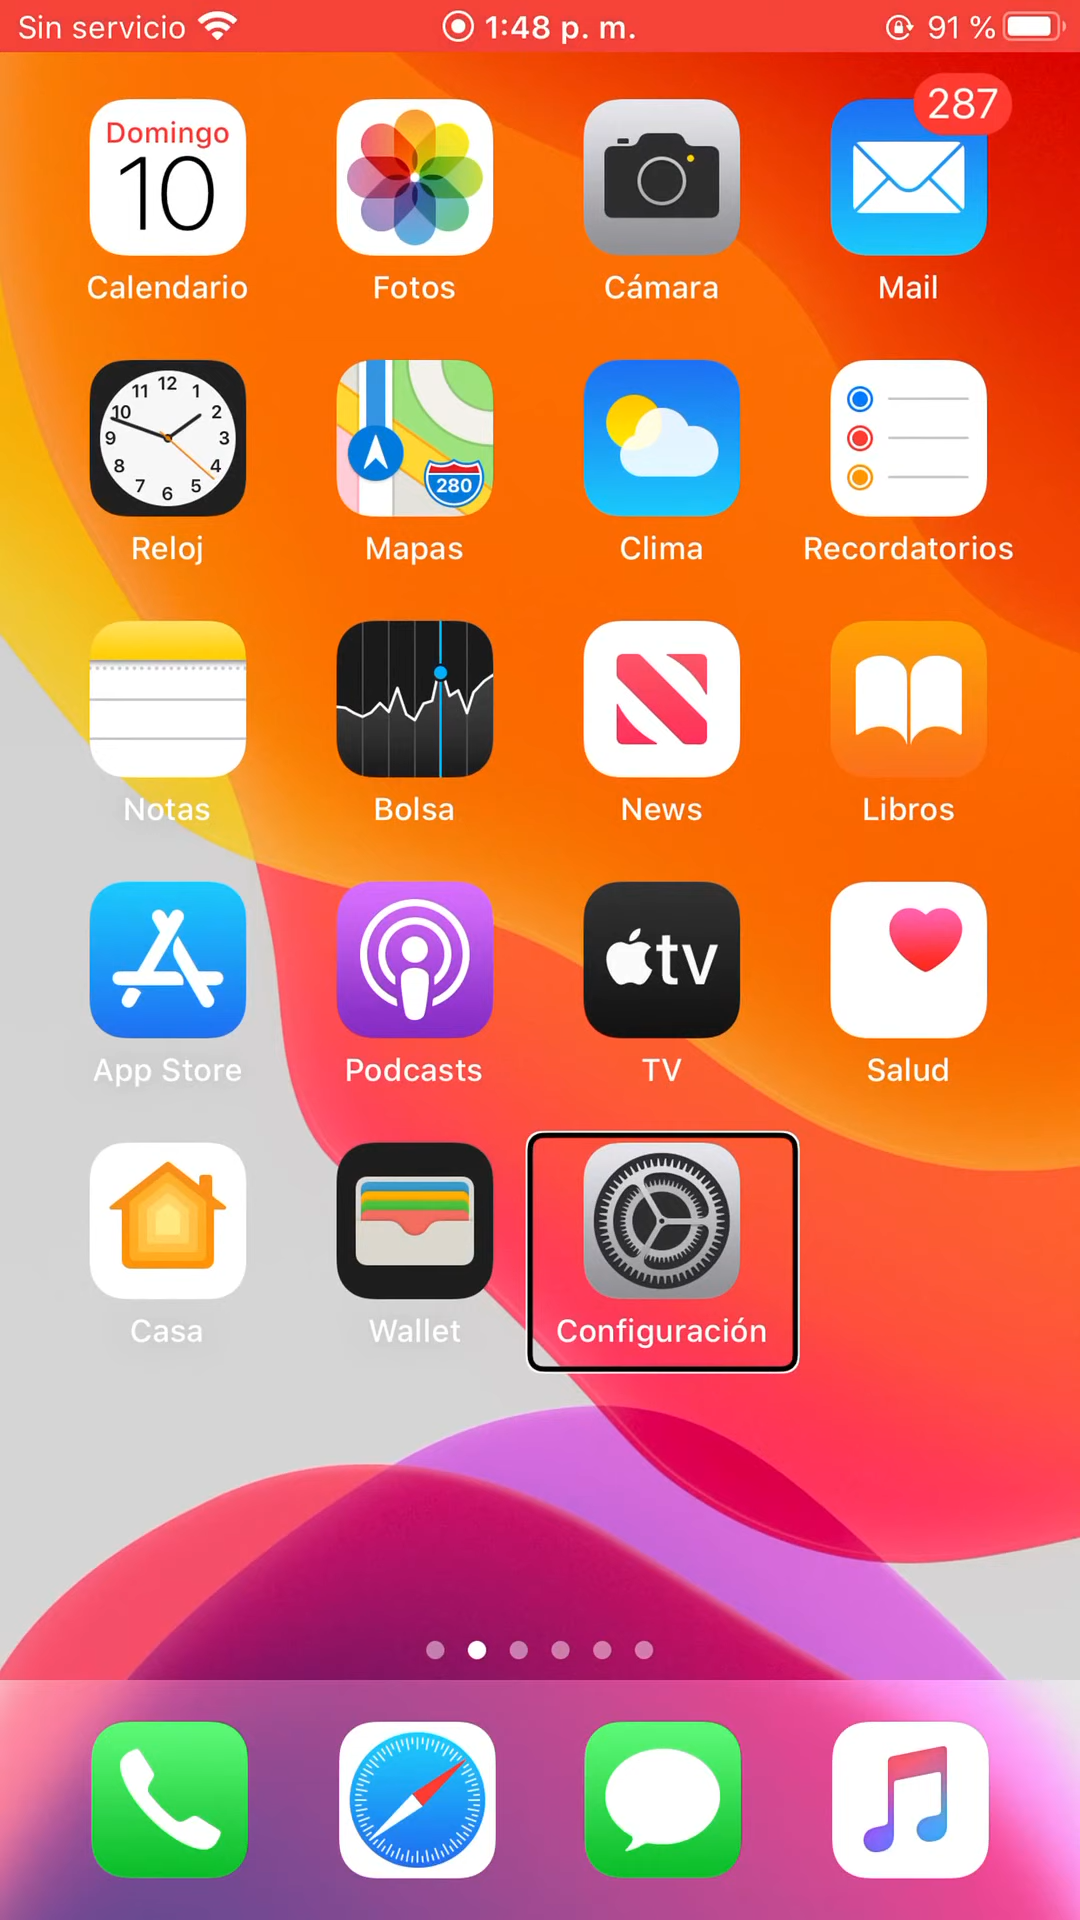 Sin servicio 1:48 p. m. 91 %
287
Domingo
10
Calendario Fotos Cámara Mail
12
11 1
10 2
9 3
8 4
7 5
6
280
Reloj Mapas Clima Recordatorios
Notas Bolsa News Libros
tv
App Store Podcasts TV Salud
Casa Wallet Configuración